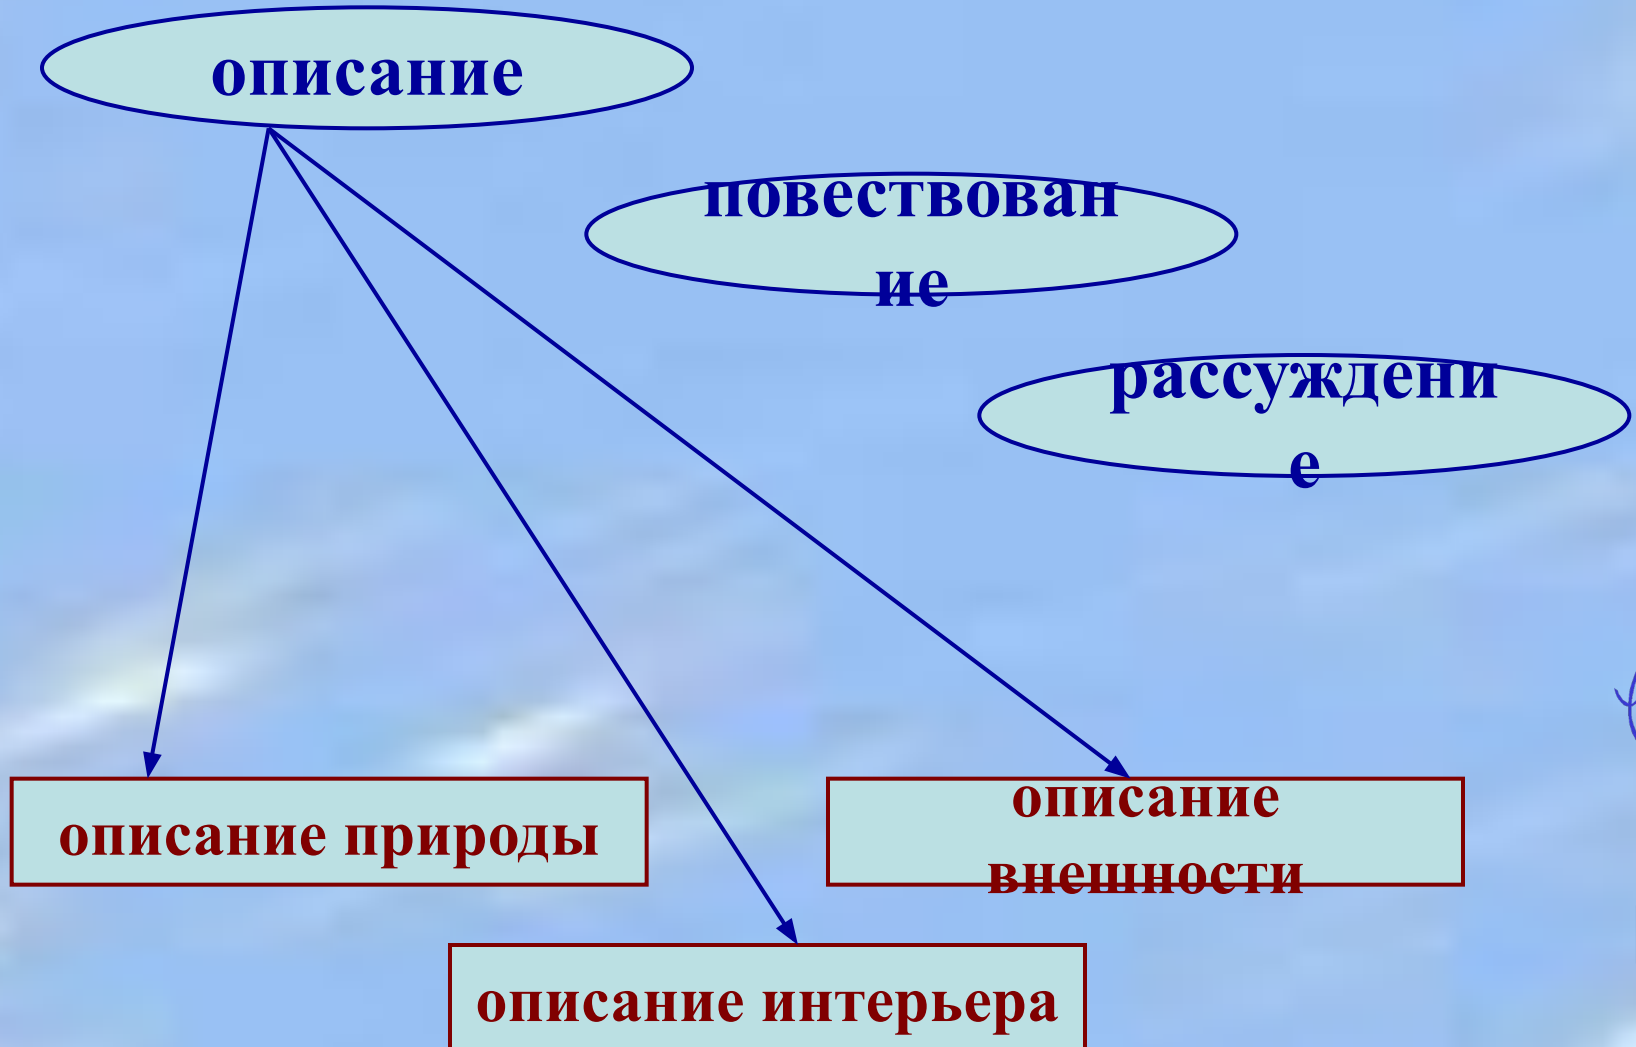 описание
повествован
ие
рассуждени
е
описание природы
описание
внешности
описание интерьера